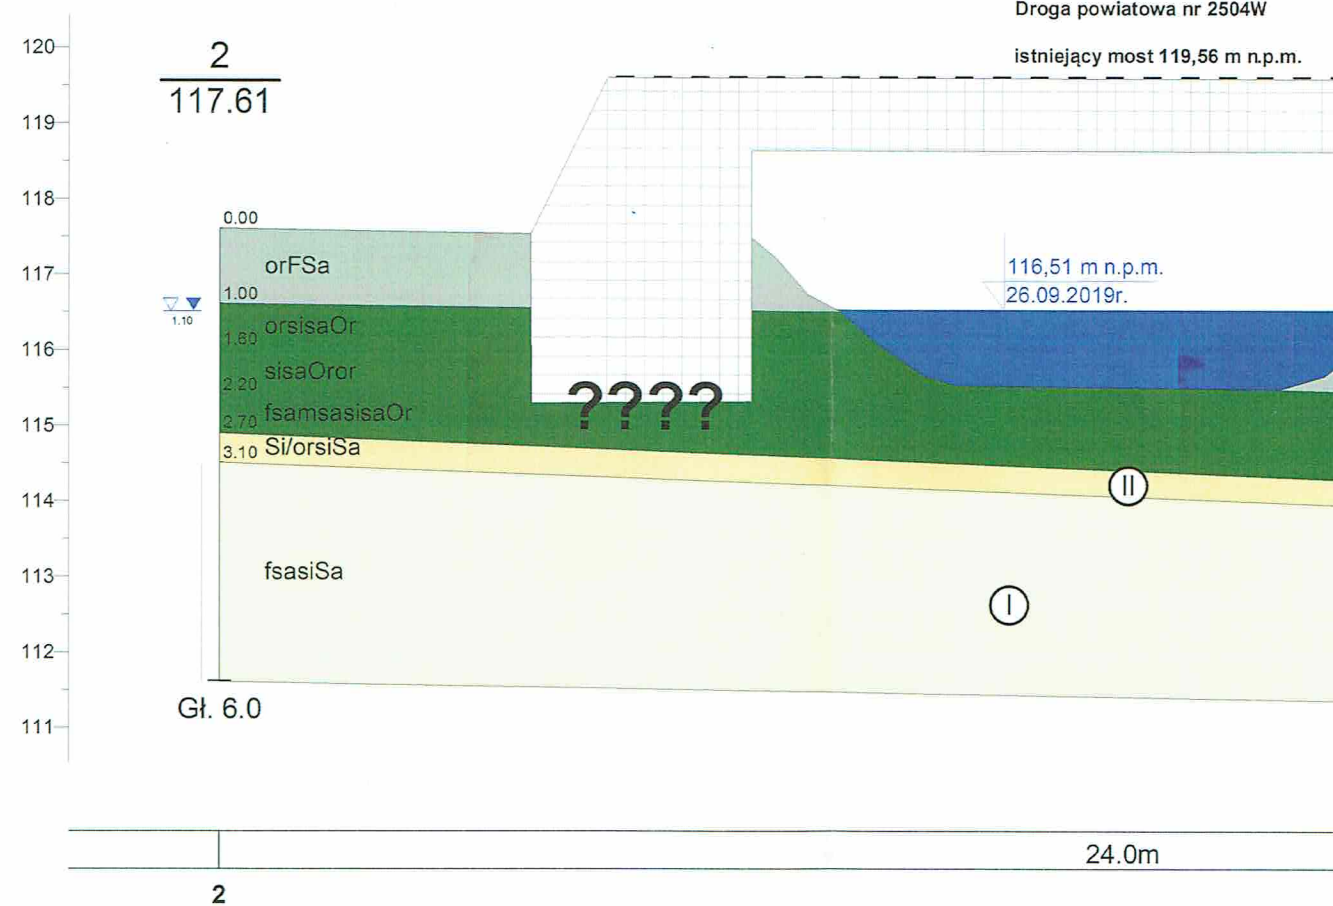 Droga powiatowa nr 2504W
istniejący most 119,56 m n.p.m.
2
117.61
120
119
118
117
116
115
114
113
112
111
0.00
orFSa
1.00
1.10
orsisaOr
1.60
sisaOror
2.20
fsamsasisaOr
2.70
Si/orsiSa
3.10
fsasiSa
????
116,51 m n.p.m.
26.09.2019r.
II
I
Gł. 6.0
24.0m
2